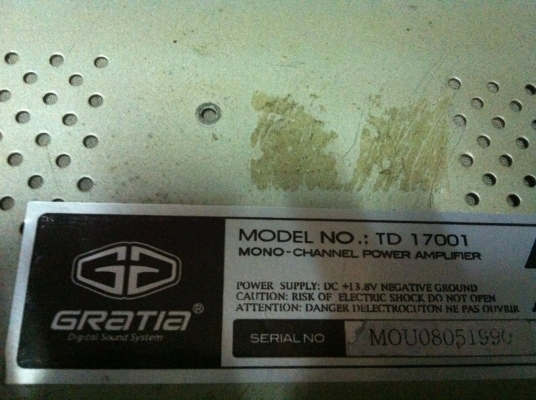 MODEL NO.: TD 17001
MONO-CHANNEL POWER AMPLIFIER
POWER SUPPLY: DC +13.8V NEGATIVE GROUND
CAUTION: RISK OF ELECTRIC SHOCK DO NOT OPEN
ATTENTION: DANGER DELECTROCUTON NE PAS OUVRIR
GRATIA®
Digital Sound System
SERIAL NO MOU08051990